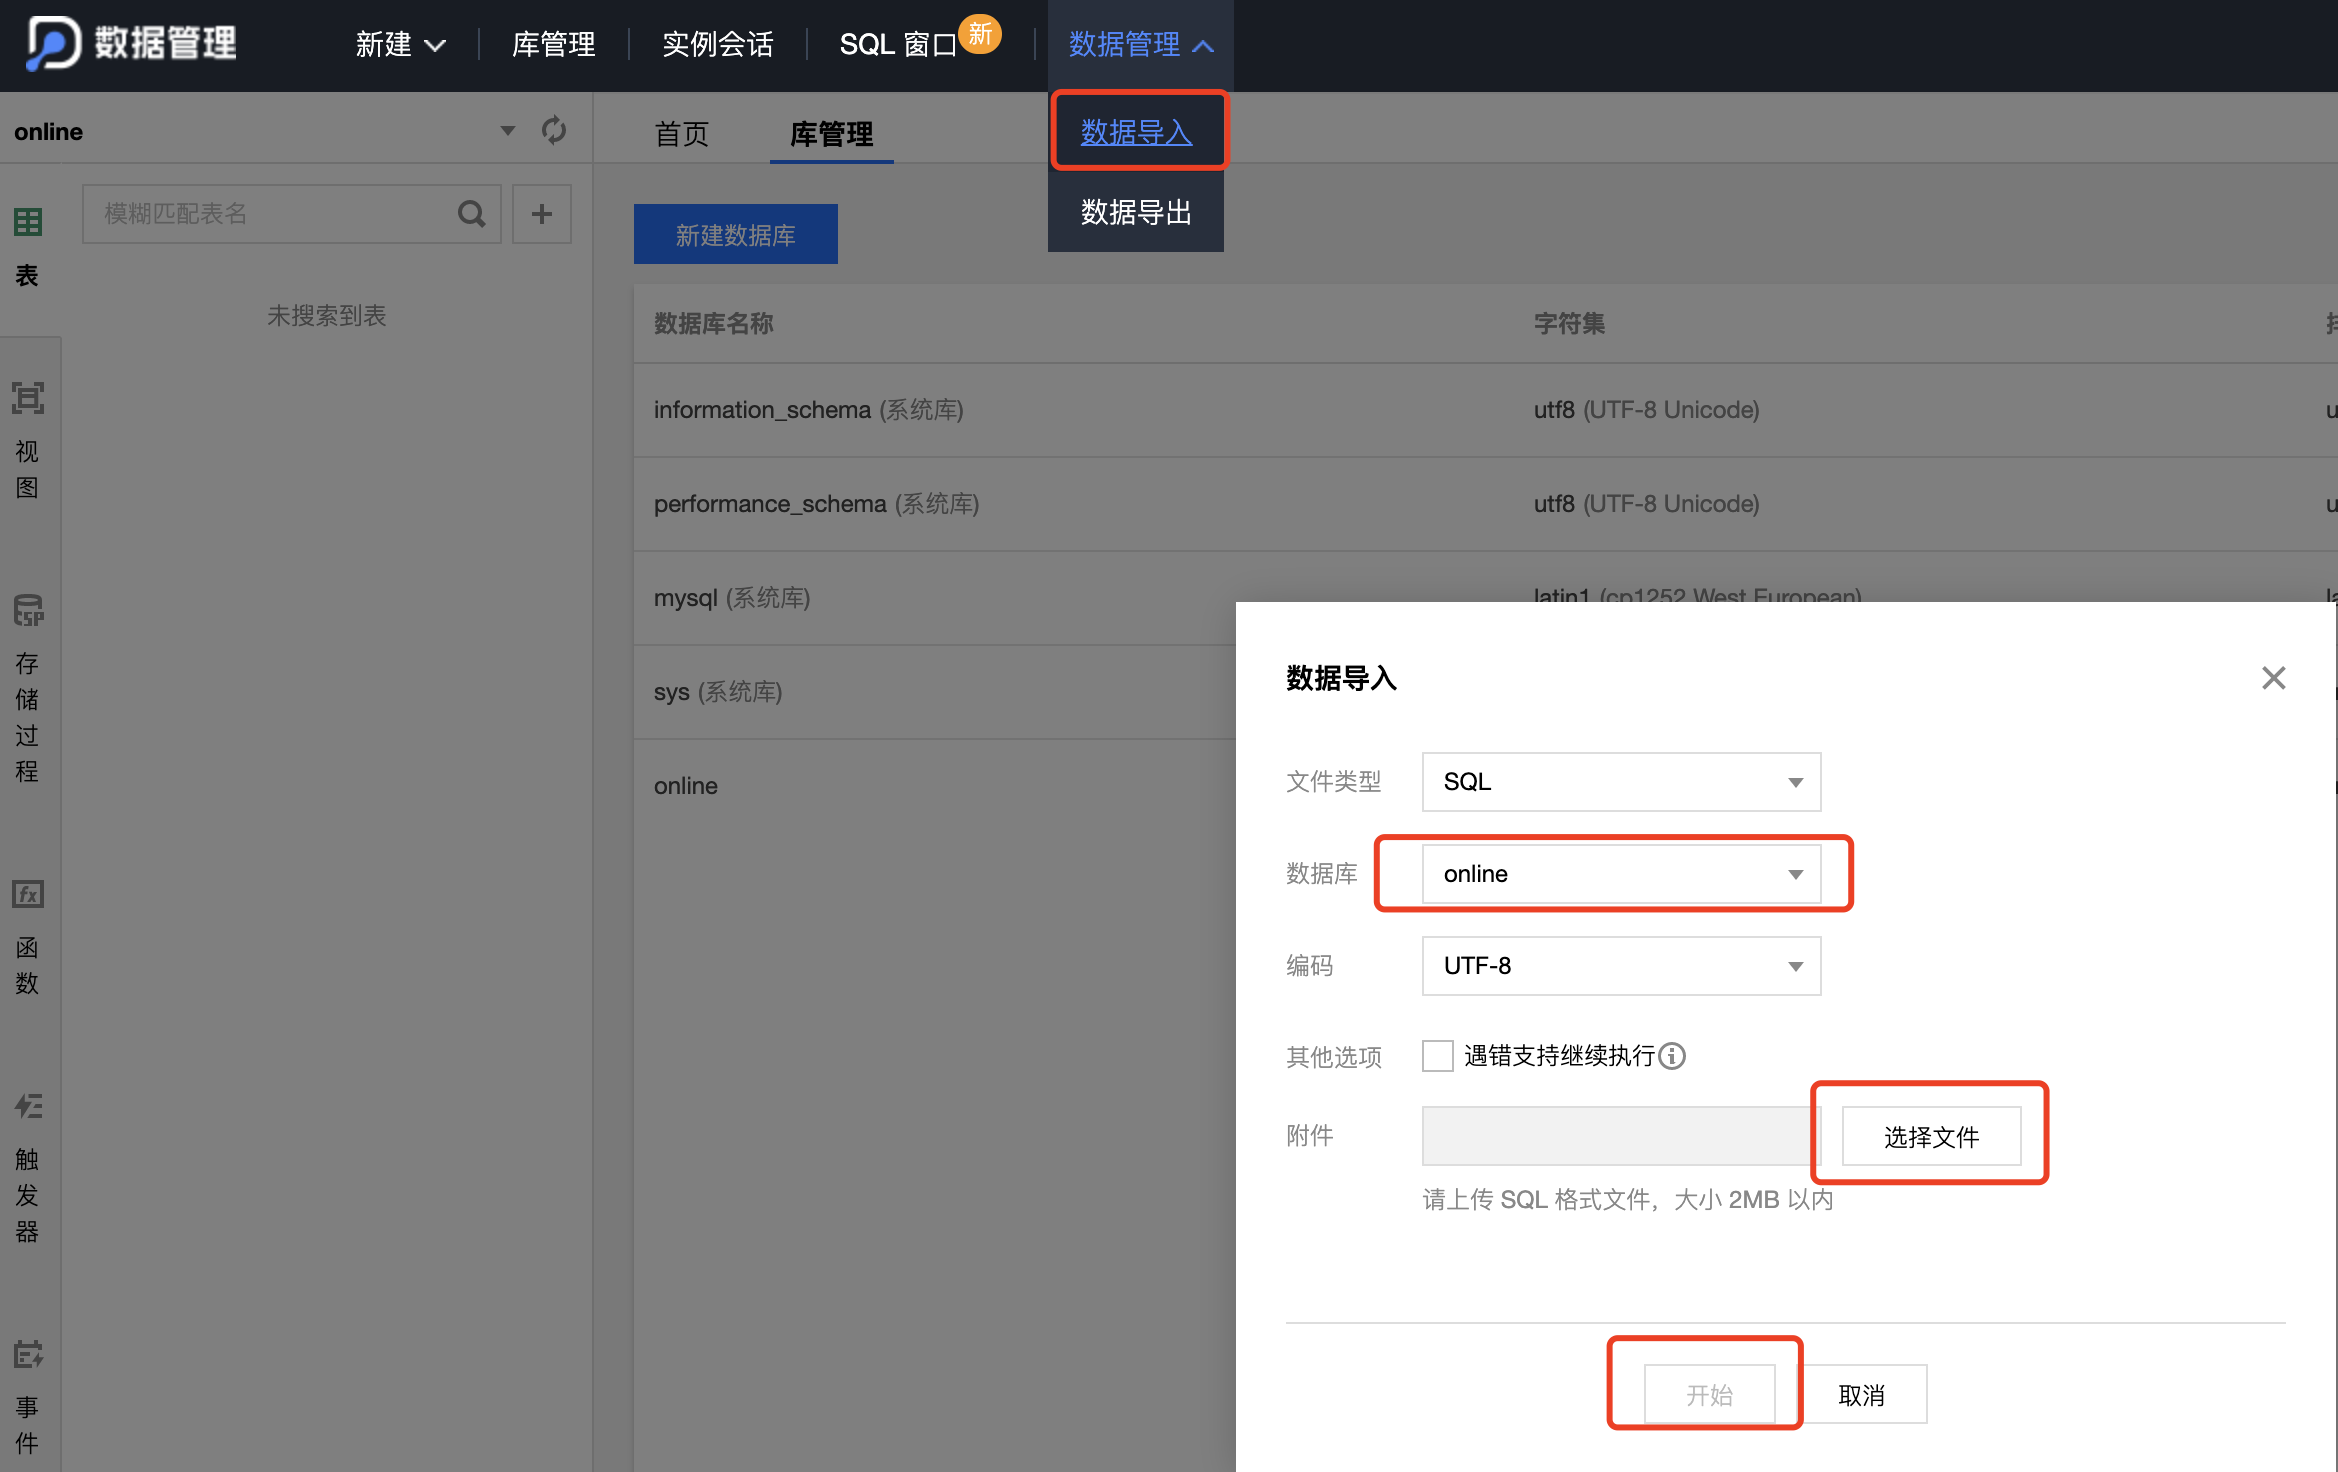 数据管理
新建
库管理
实例会话
SQL 窗口
新
数据管理
数据导入
数据导出
online
首页
库管理
模糊匹配表名
未搜索到表
表
视图
存储过程
函数
触发器
事件
新建数据库
数据库名称
字符集
information_schema (系统库)
utf8 (UTF-8 Unicode)
performance_schema (系统库)
utf8 (UTF-8 Unicode)
mysql (系统库)
latin1 (cp1252 West European)
sys (系统库)
online
数据导入
文件类型
SQL
数据库
online
编码
UTF-8
其他选项
遇错支持继续执行
附件
选择文件
请上传 SQL 格式文件，大小 2MB 以内
开始
取消